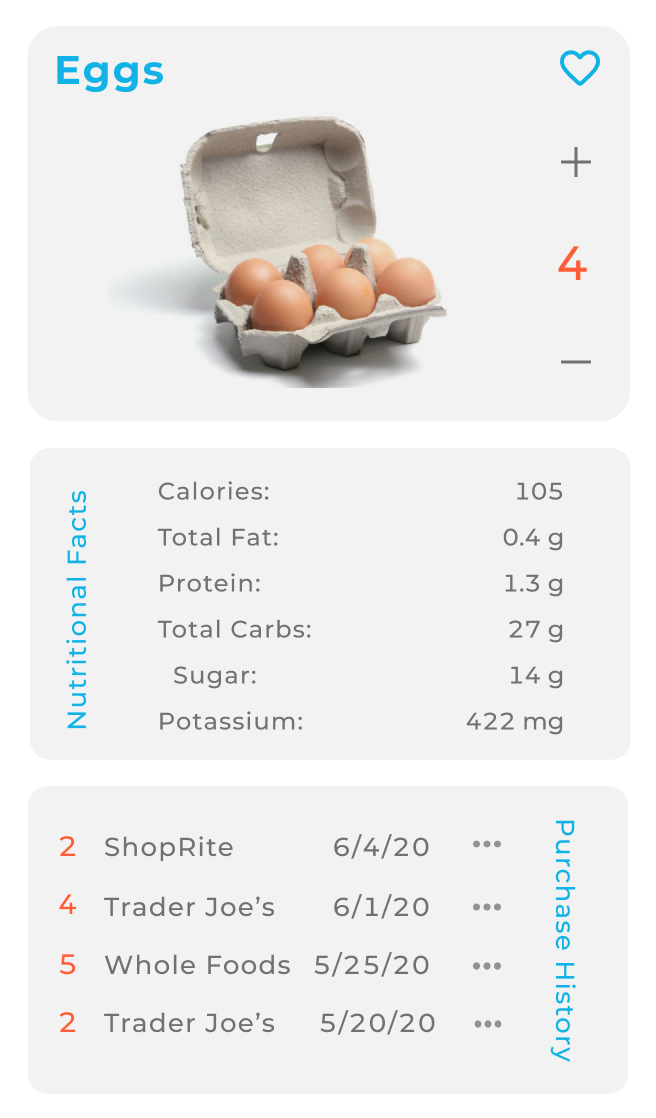 Eggs
+
4
−
Nutritional Facts
Calories: 105
Total Fat: 0.4 g
Protein: 1.3 g
Total Carbs: 27 g
Sugar: 14 g
Potassium: 422 mg
2 ShopRite 6/4/20 •••
4 Trader Joe’s 6/1/20 •••
5 Whole Foods 5/25/20 •••
2 Trader Joe’s 5/20/20 •••
Purchase History